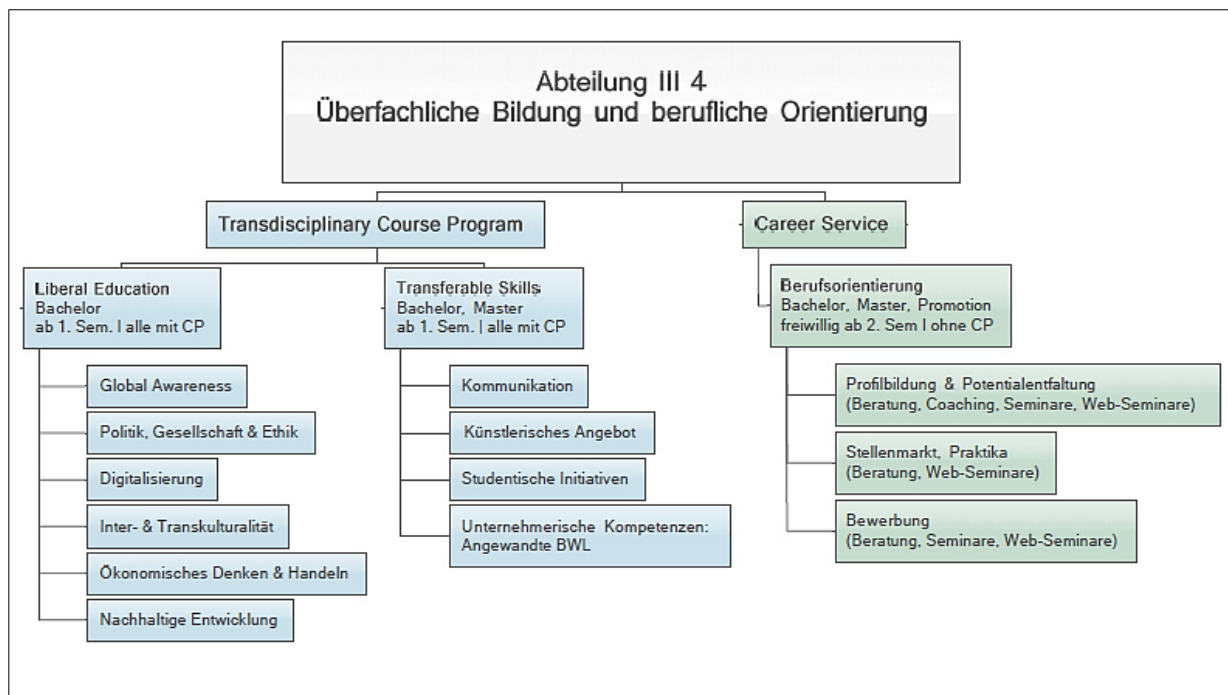 Abteilung III 4
Überfachliche Bildung und berufliche Orientierung
Transdisciplinary Course Program
Career Service
Liberal Education
Bachelor
ab 1. Sem. | alle mit CP
Transferable Skills
Bachelor, Master
ab 1. Sem. | alle mit CP
Berufsorientierung
Bachelor, Master, Promotion
freiwillig ab 2. Sem | ohne CP
Global Awareness
Politik, Gesellschaft & Ethik
Digitalisierung
Inter- & Transkulturalität
Ökonomisches Denken & Handeln
Nachhaltige Entwicklung
Kommunikation
Künstlerisches Angebot
Studentische Initiativen
Unternehmerische Kompetenzen:
Angewandte BWL
Profilbildung & Potentialentfaltung
(Beratung, Coaching, Seminare, Web-Seminare)
Stellenmarkt, Praktika
(Beratung, Web-Seminare)
Bewerbung
(Beratung, Seminare, Web-Seminare)